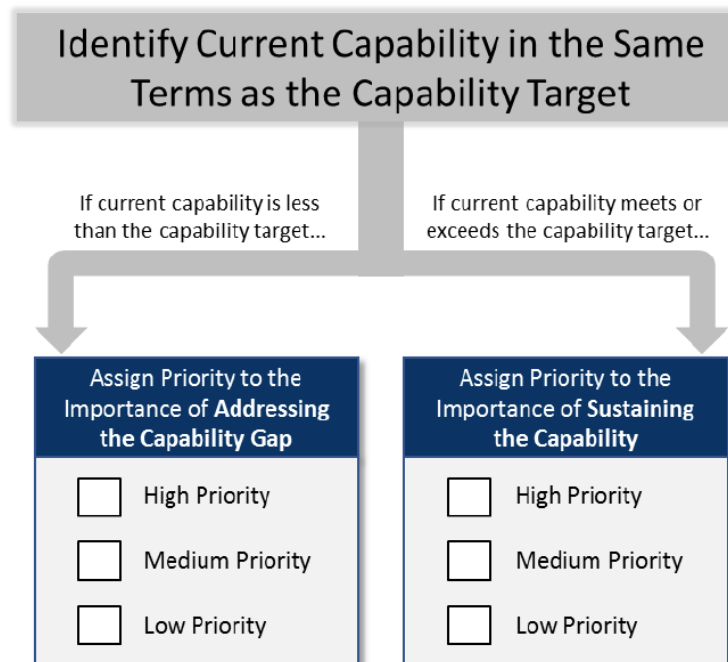 Identify Current Capability in the Same
Terms as the Capability Target
If current capability is less
than the capability target...
If current capability meets or
exceeds the capability target...
Assign Priority to the
Importance of Addressing
the Capability Gap
High Priority
Medium Priority
Low Priority
Assign Priority to the
Importance of Sustaining
the Capability
High Priority
Medium Priority
Low Priority